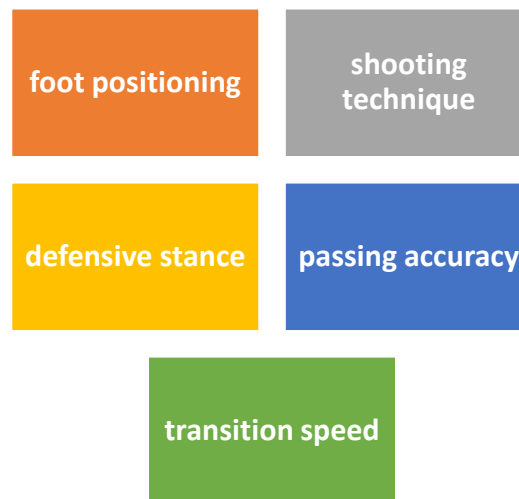 foot positioning
shooting
technique
defensive stance
passing accuracy
transition speed